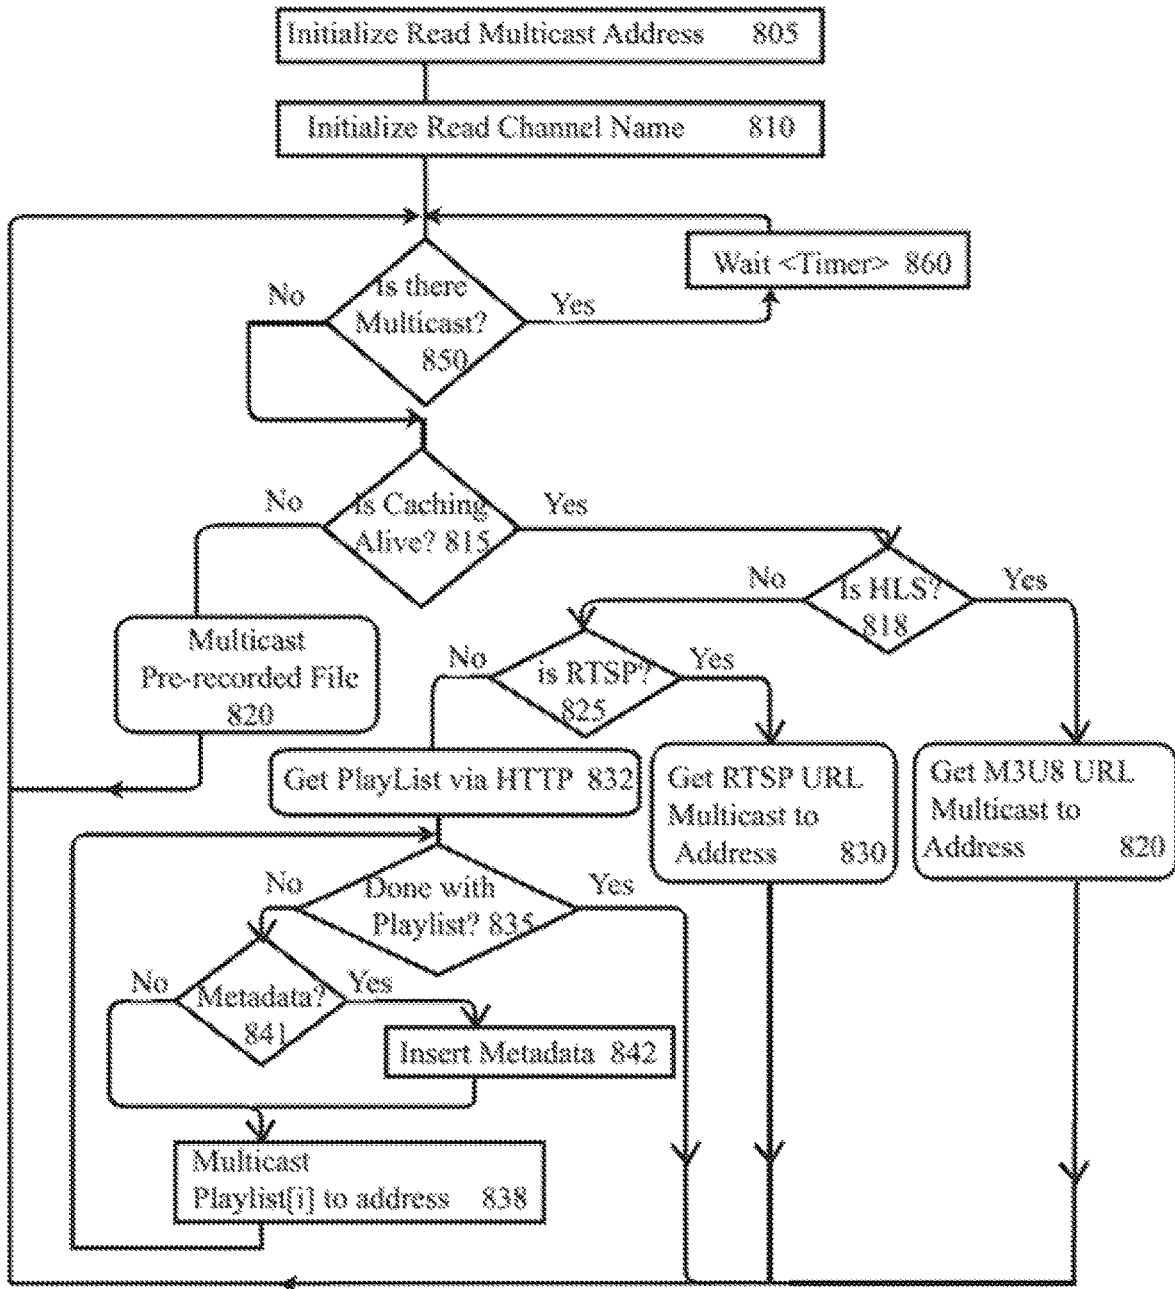 Initialize Read Multicast Address 805
Initialize Read Channel Name 810
Wait <Timer> 860
No
Is there
Multicast?
850
Yes
No
Is Caching
Alive? 815
Yes
No
Is HLS?
818
Yes
Multicast
Pre-recorded File
820
No
is RTSP?
825
Yes
Get PlayList via HTTP 832
Get RTSP URL
Multicast to
Address 830
Get M3U8 URL
Multicast to
Address 820
No
Done with
Playlist? 835
Yes
No
Metadata?
841
Yes
Insert Metadata 842
Multicast
Playlist[i] to address 838